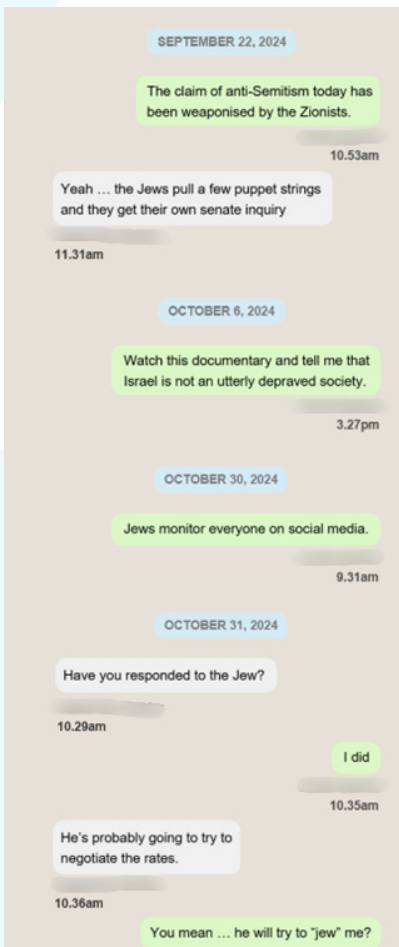 SEPTEMBER 22, 2024
The claim of anti-Semitism today has
been weaponised by the Zionists.
10.53am
Yeah ... the Jews pull a few puppet strings
and they get their own senate inquiry
11.31am
OCTOBER 6, 2024
Watch this documentary and tell me that
Israel is not an utterly depraved society.
3.27pm
OCTOBER 30, 2024
Jews monitor everyone on social media.
9.31am
OCTOBER 31, 2024
Have you responded to the Jew?
10.29am
I did
10.35am
He's probably going to try to
negotiate the rates.
10.36am
You mean ... he will try to “jew” me?